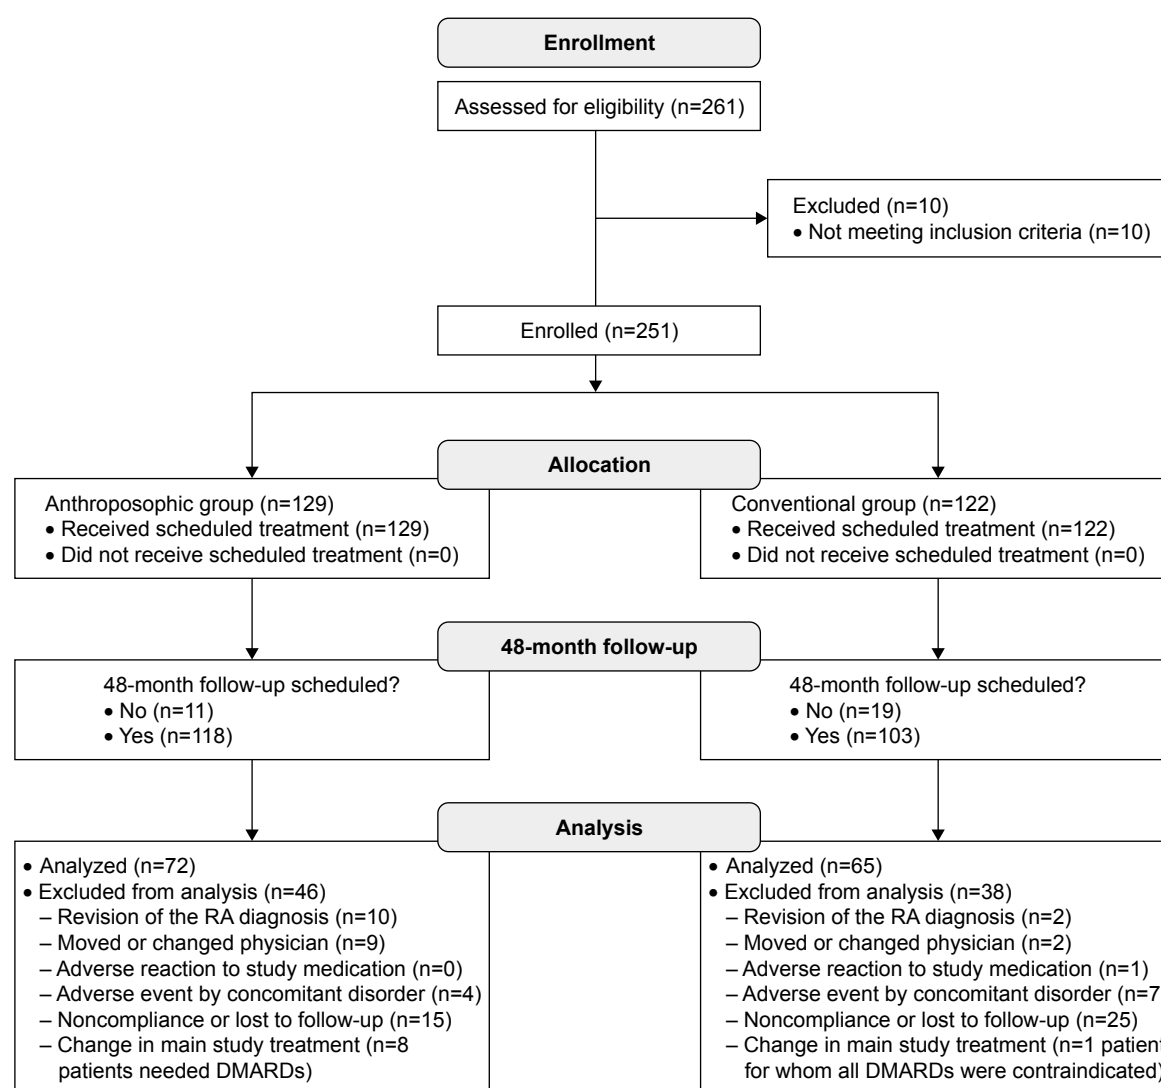 Enrollment
Assessed for eligibility (n=261)
Excluded (n=10)
• Not meeting inclusion criteria (n=10)
Enrolled (n=251)
Allocation
Anthroposophic group (n=129)
• Received scheduled treatment (n=129)
• Did not receive scheduled treatment (n=0)
Conventional group (n=122)
• Received scheduled treatment (n=122)
• Did not receive scheduled treatment (n=0)
48-month follow-up
48-month follow-up scheduled?
• No (n=11)
• Yes (n=118)
48-month follow-up scheduled?
• No (n=19)
• Yes (n=103)
Analysis
• Analyzed (n=72)
• Excluded from analysis (n=46)
– Revision of the RA diagnosis (n=10)
– Moved or changed physician (n=9)
– Adverse reaction to study medication (n=0)
– Adverse event by concomitant disorder (n=4)
– Noncompliance or lost to follow-up (n=15)
– Change in main study treatment (n=8
patients needed DMARDs)
• Analyzed (n=65)
• Excluded from analysis (n=38)
– Revision of the RA diagnosis (n=2)
– Moved or changed physician (n=2)
– Adverse reaction to study medication (n=1)
– Adverse event by concomitant disorder (n=7
– Noncompliance or lost to follow-up (n=25)
– Change in main study treatment (n=1 patient
for whom all DMARDs were contraindicated)